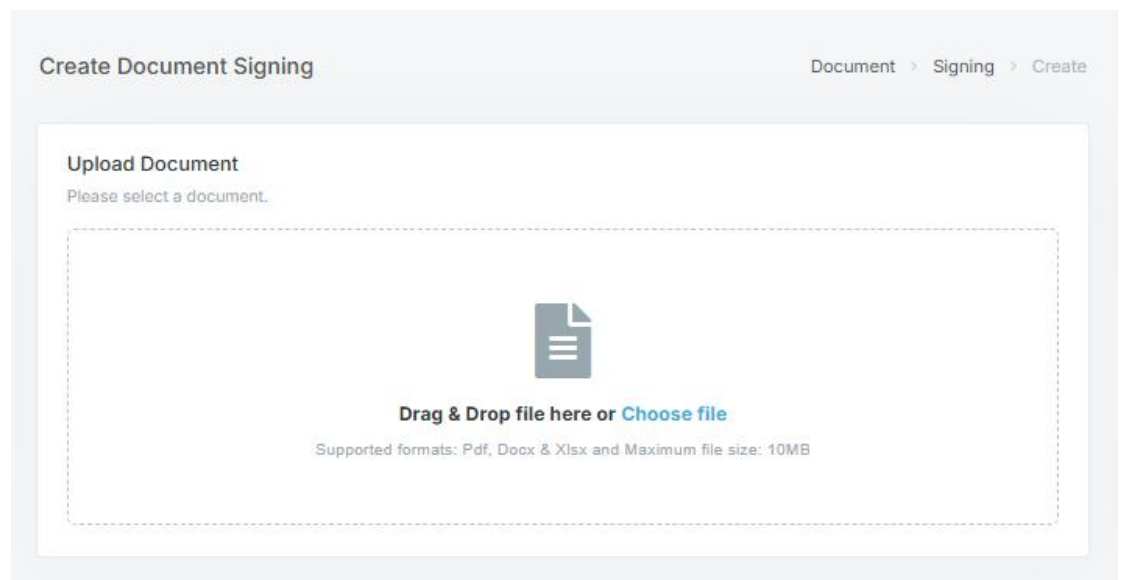 Create Document Signing
Document > Signing > Create
Upload Document
Please select a document.
Drag & Drop file here or Choose file
Supported formats: Pdf, Docx & Xlsx and Maximum file size: 10MB